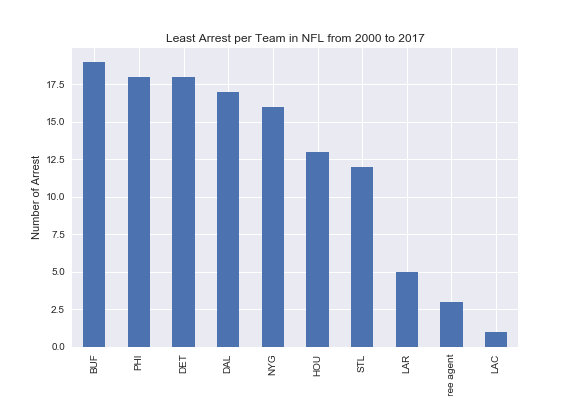 Least Arrest per Team in NFL from 2000 to 2017
Number of Arrest
17.5
15.0
12.5
10.0
7.5
5.0
2.5
0.0
BUF
PHI
DET
DAL
NYG
HOU
STL
LAR
ree agent
LAC